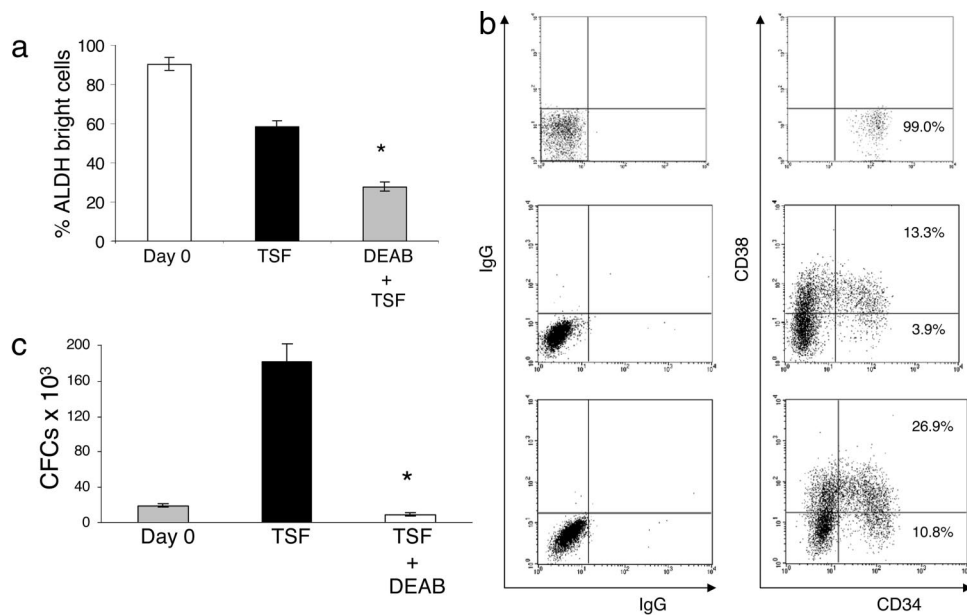 a
% ALDH bright cells
100
80
60
40
20
0
*
Day 0
TSF
DEAB
+
TSF
b
IgG
CD38
99.0%
13.3%
3.9%
26.9%
10.8%
IgG
CD34
c
CFCs x 10³
200
160
120
80
40
0
*
Day 0
TSF
TSF
+
DEAB